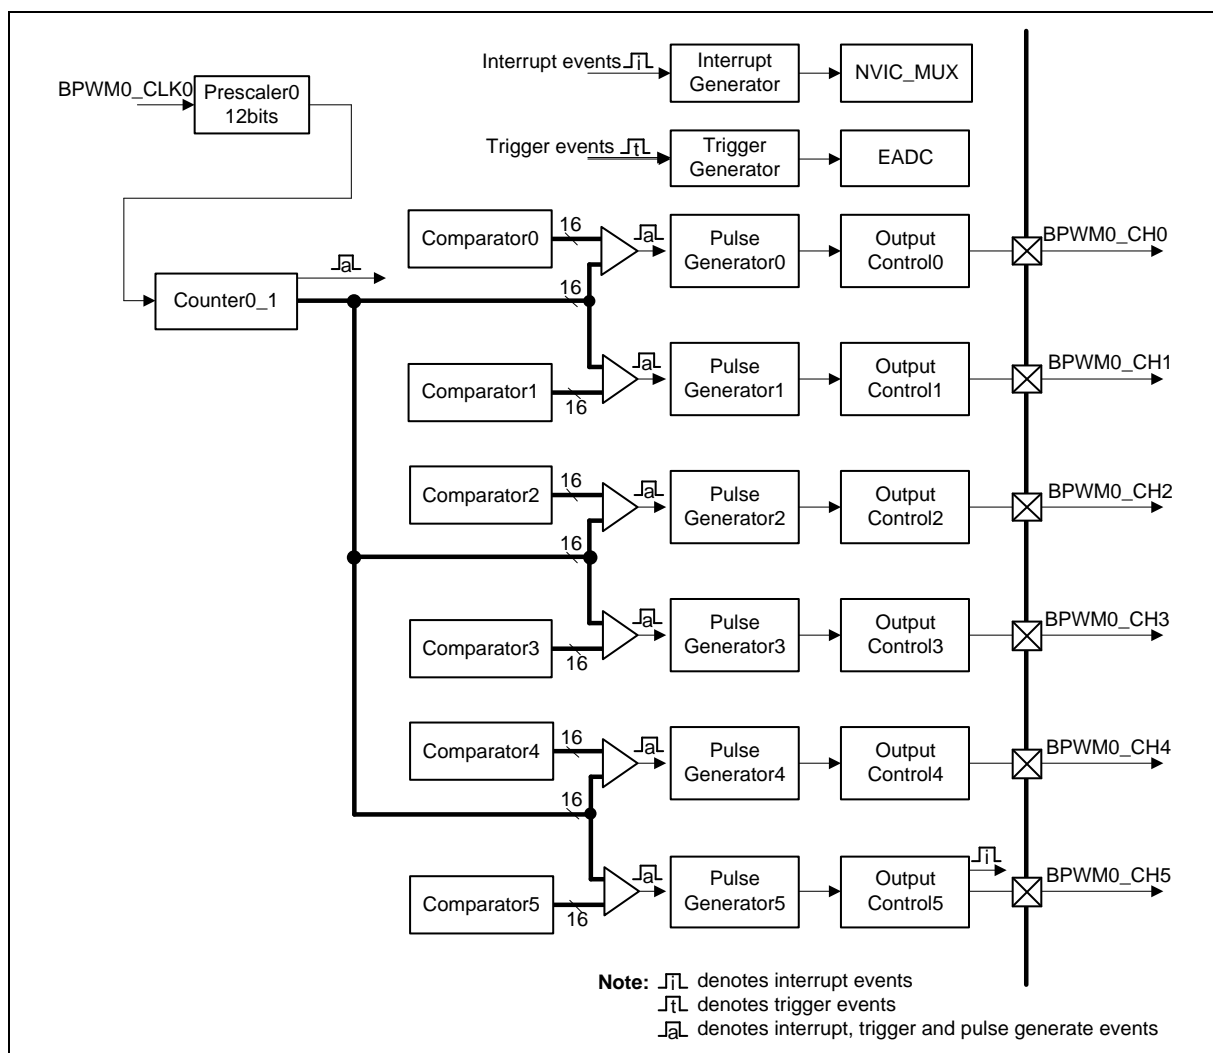 Interrupt events i
Interrupt
Generator
NVIC_MUX
BPWM0_CLK0
Prescaler0
12bits
Trigger events t
Trigger
Generator
EADC
Comparator0
16
a
Pulse
Generator0
Output
Control0
BPWM0_CH0
Counter0_1
a
16
Comparator1
16
a
Pulse
Generator1
Output
Control1
BPWM0_CH1
Comparator2
16
a
Pulse
Generator2
Output
Control2
BPWM0_CH2
16
Comparator3
16
a
Pulse
Generator3
Output
Control3
BPWM0_CH3
Comparator4
16
a
Pulse
Generator4
Output
Control4
BPWM0_CH4
16
Comparator5
16
a
Pulse
Generator5
Output
Control5
i
BPWM0_CH5
Note: i denotes interrupt events
t denotes trigger events
a denotes interrupt, trigger and pulse generate events